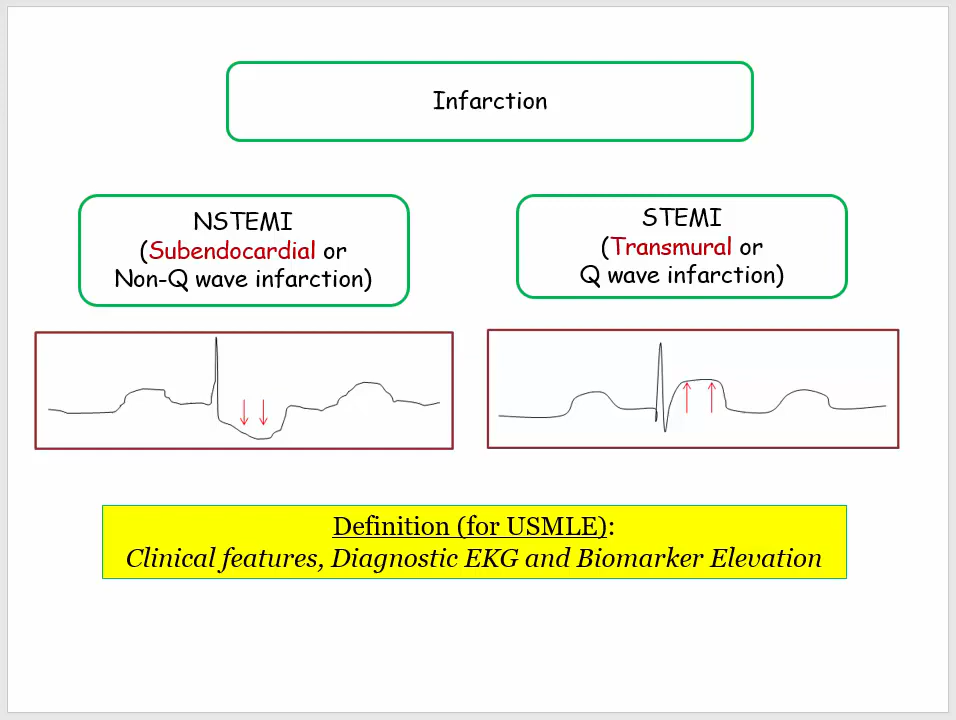 Infarction
NSTEMI
(Subendocardial or
Non-Q wave infarction)
STEMI
(Transmural or
Q wave infarction)
Definition (for USMLE):
Clinical features, Diagnostic EKG and Biomarker Elevation